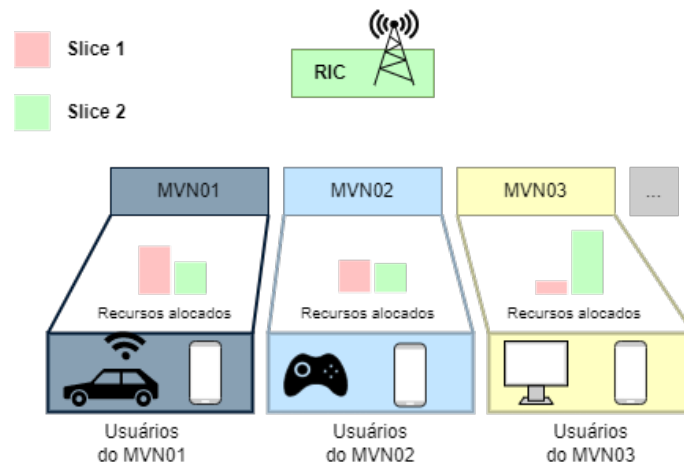 Slice 1
RIC
Slice 2
MVN01
MVN02
MVN03
...
Recursos alocados
Recursos alocados
Recursos alocados
Usuários
do MVN01
Usuários
do MVN02
Usuários
do MVN03